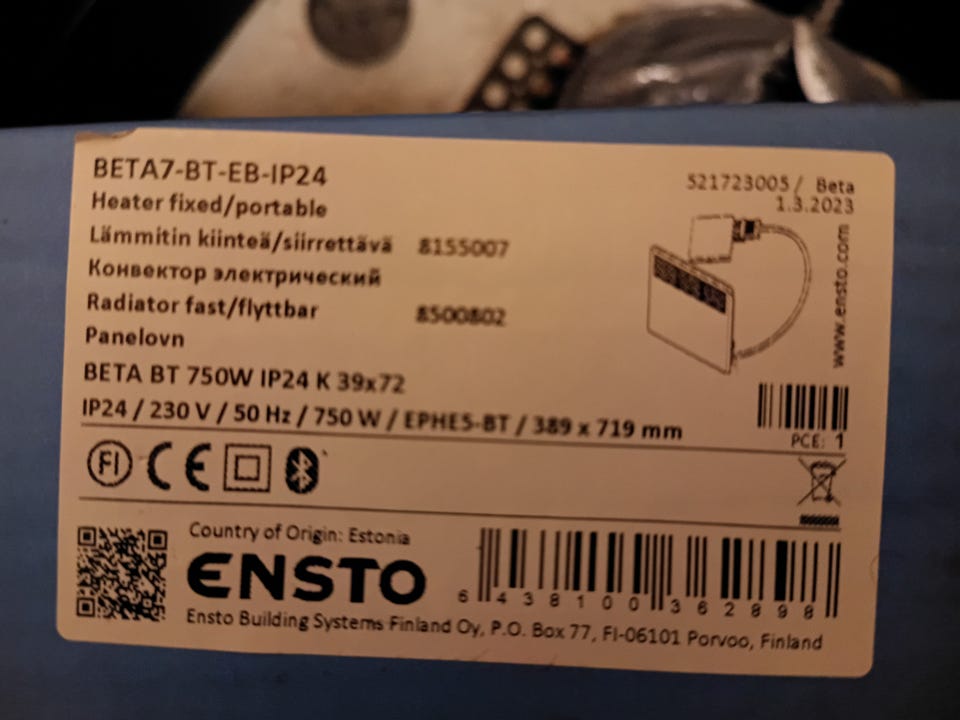 BETA7-BT-EB-IP24
Heater fixed/portable
Lämmitin kiinteä/siirrettävä 8155007
Конвектор электрический
Radiator fast/flyttbar 8500802
Panelovn
BETA BT 750W IP24 K 39x72
IP24 / 230 V / 50 Hz / 750 W / EPHE5-BT / 389 x 719 mm
521723005 / Beta
1.3.2023
www.ensto.com
PCE: 1
FI CE
Country of Origin: Estonia
ENSTO
Ensto Building Systems Finland Oy, P.O. Box 77, FI-06101 Porvoo, Finland
6 438100 362898